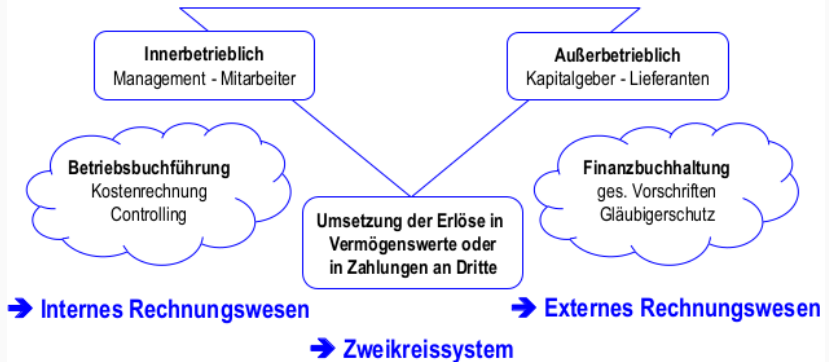 Innerbetrieblich
Management - Mitarbeiter
Außerbetrieblich
Kapitalgeber - Lieferanten
Betriebsbuchführung
Kostenrechnung
Controlling
Finanzbuchhaltung
ges. Vorschriften
Gläubigerschutz
Umsetzung der Erlöse in
Vermögenswerte oder
in Zahlungen an Dritte
➔ Internes Rechnungswesen
➔ Externes Rechnungswesen
➔ Zweikreissystem